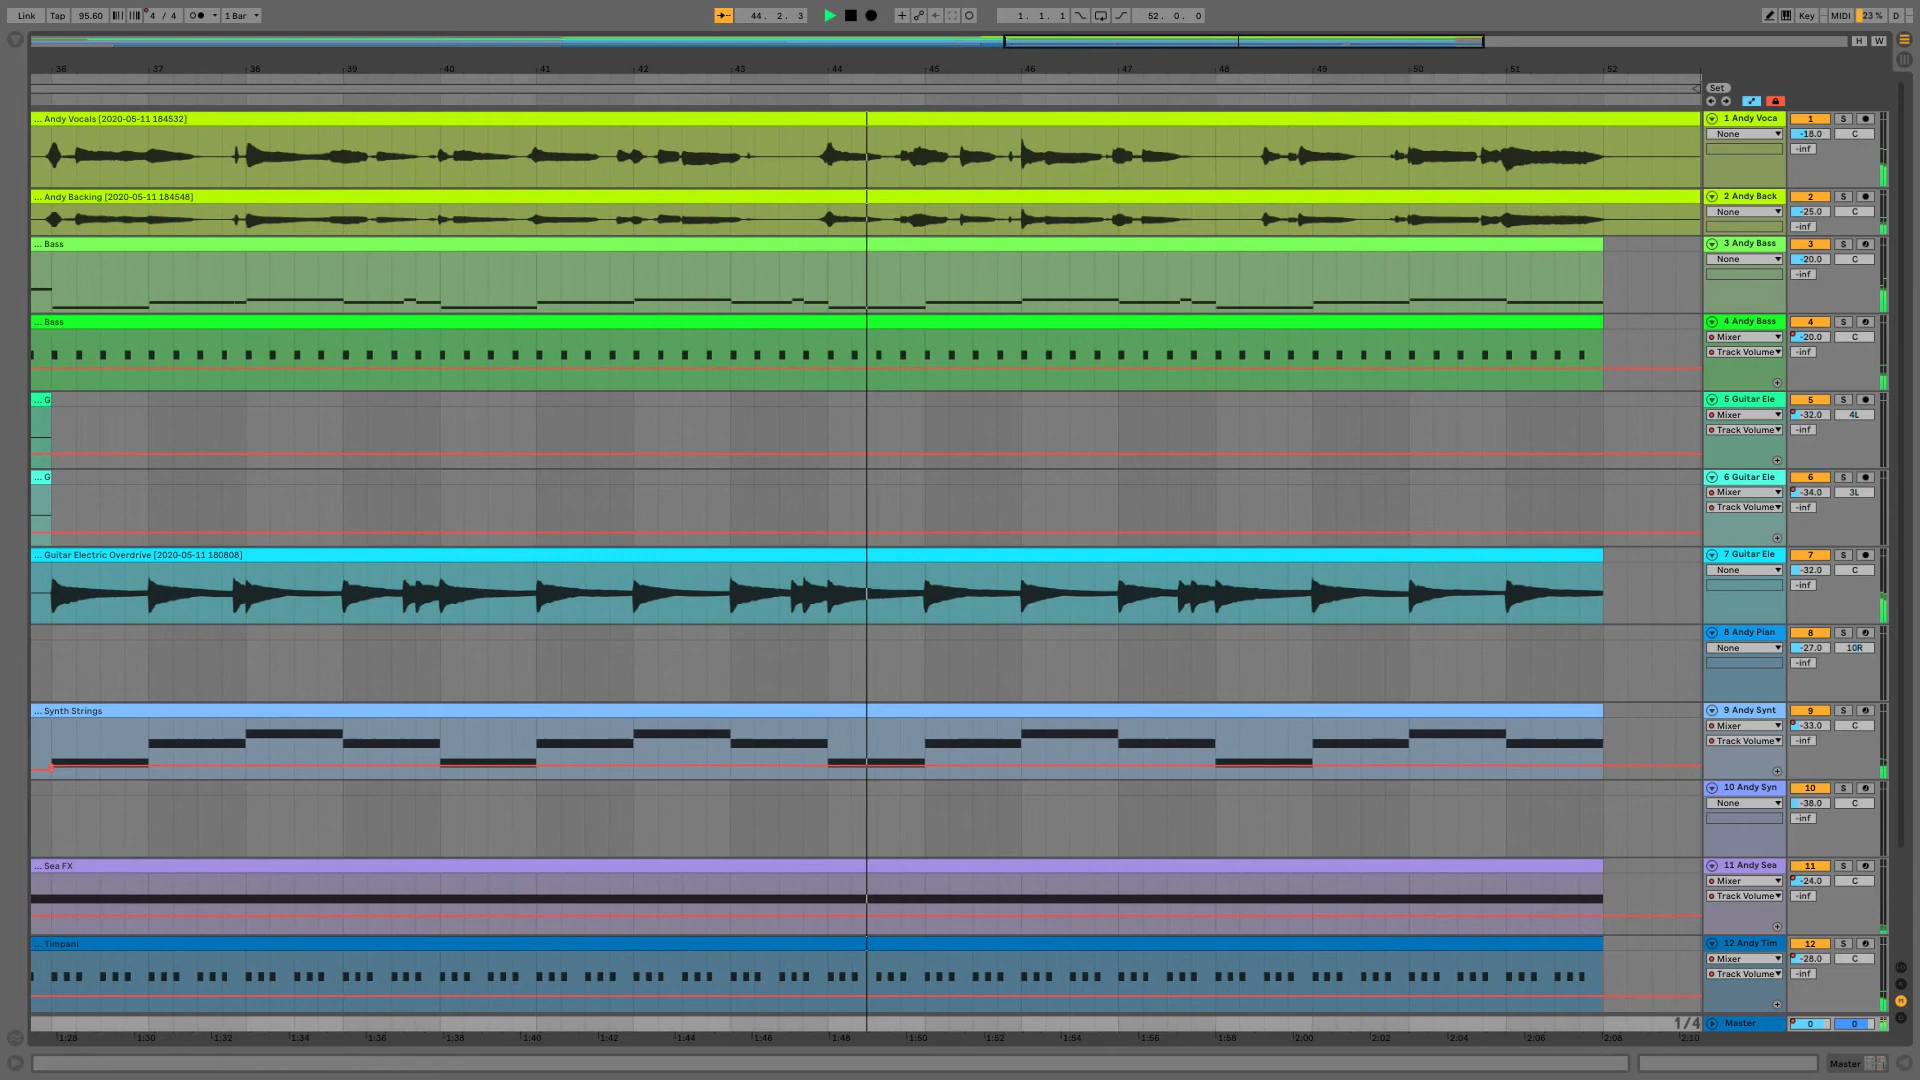 Link Tap 95.60 4 / 4 1 Bar 44. 2. 3 1. 1. 1 52. 0. 0 Key MIDI 23 % D
H W
36 37 38 39 40 41 42 43 44 45 46 47 48 49 50 51 52
Set
... Andy Vocals [2020-05-11 184532] 1 Andy Voca 1 S
None -18.0 C
-inf
... Andy Backing [2020-05-11 184548] 2 Andy Back 2 S
None -25.0 C
-inf
... Bass 3 Andy Bass 3 S
None -20.0 C
-inf
... Bass 4 Andy Bass 4 S
Mixer -20.0 C
Track Volume -inf
... G 5 Guitar Ele 5 S
Mixer -32.0 4L
Track Volume -inf
... G 6 Guitar Ele 6 S
Mixer -34.0 3L
Track Volume -inf
... Guitar Electric Overdrive [2020-05-11 180808] 7 Guitar Ele 7 S
None -32.0 C
-inf
8 Andy Pian 8 S
None -27.0 10R
-inf
... Synth Strings 9 Andy Synt 9 S
Mixer -33.0 C
Track Volume -inf
10 Andy Syn 10 S
None -38.0 C
-inf
... Sea FX 11 Andy Sea 11 S
Mixer -24.0 C
Track Volume -inf
... Timpani 12 Andy Tim 12 S
Mixer -28.0 C
Track Volume -inf
1/4 Master 0 0
1:28 1:30 1:32 1:34 1:36 1:38 1:40 1:42 1:44 1:46 1:48 1:50 1:52 1:54 1:56 1:58 2:00 2:02 2:04 2:06 2:08 2:10
Master